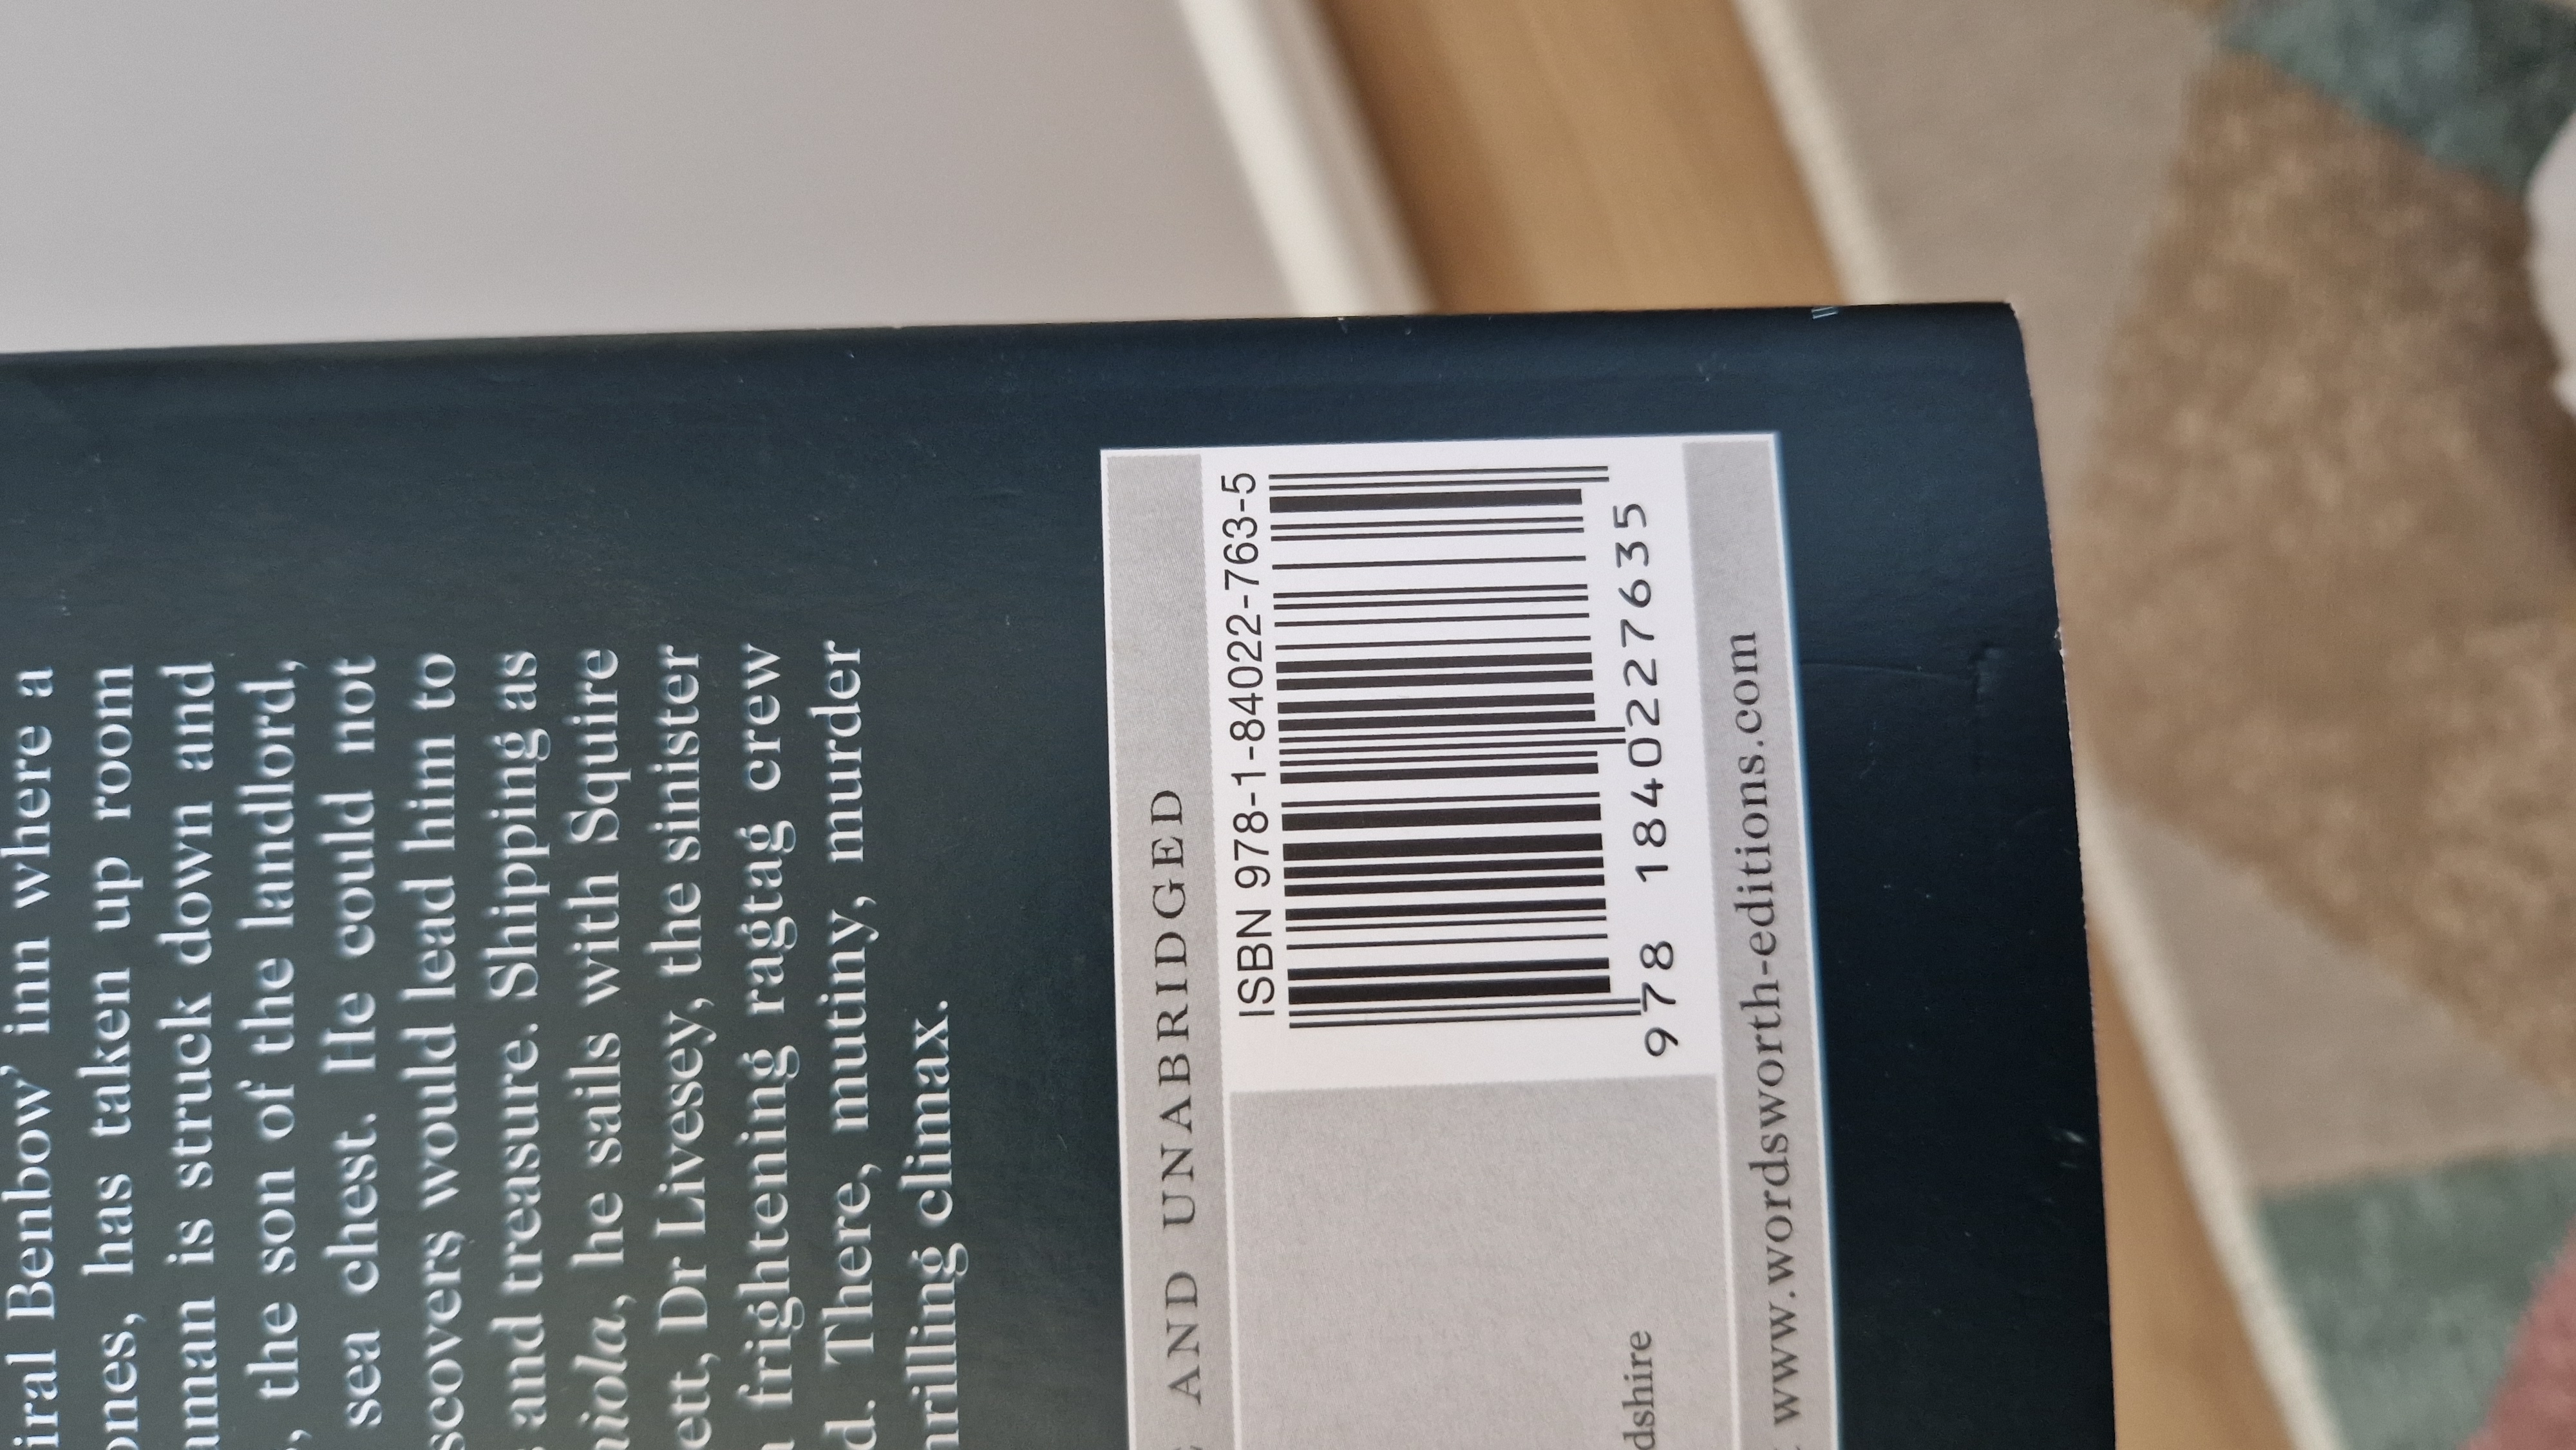 iral Benbow' inn where a
ones, has taken up room
aman is struck down and
, the son of the landlord,
sea chest. He could not
scovers would lead him to
and treasure. Shipping as
niola, he sails with Squire
ett, Dr Livesey, the sinister
frightening ragtag crew
d. There, mutiny, murder
hrilling climax.
AND UNABRIDGED
ISBN 978-1-84022-763-5
978 1840227635
dshire
www.wordsworth-editions.com